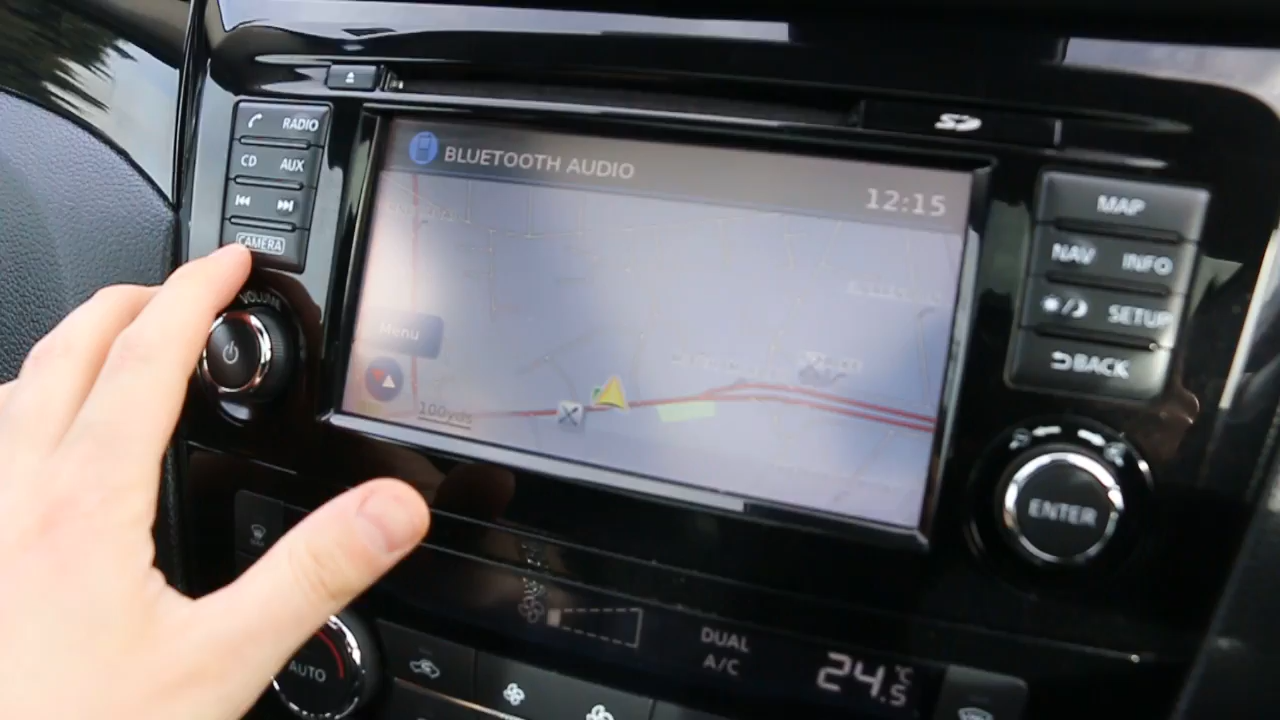 RADIO
CD AUX
CAMERA
VOLUME
BLUETOOTH AUDIO
12:15
Menu
100yds
MAP
NAV INFO
SETUP
BACK
ENTER
AUTO
DUAL
A/C
24.5°C